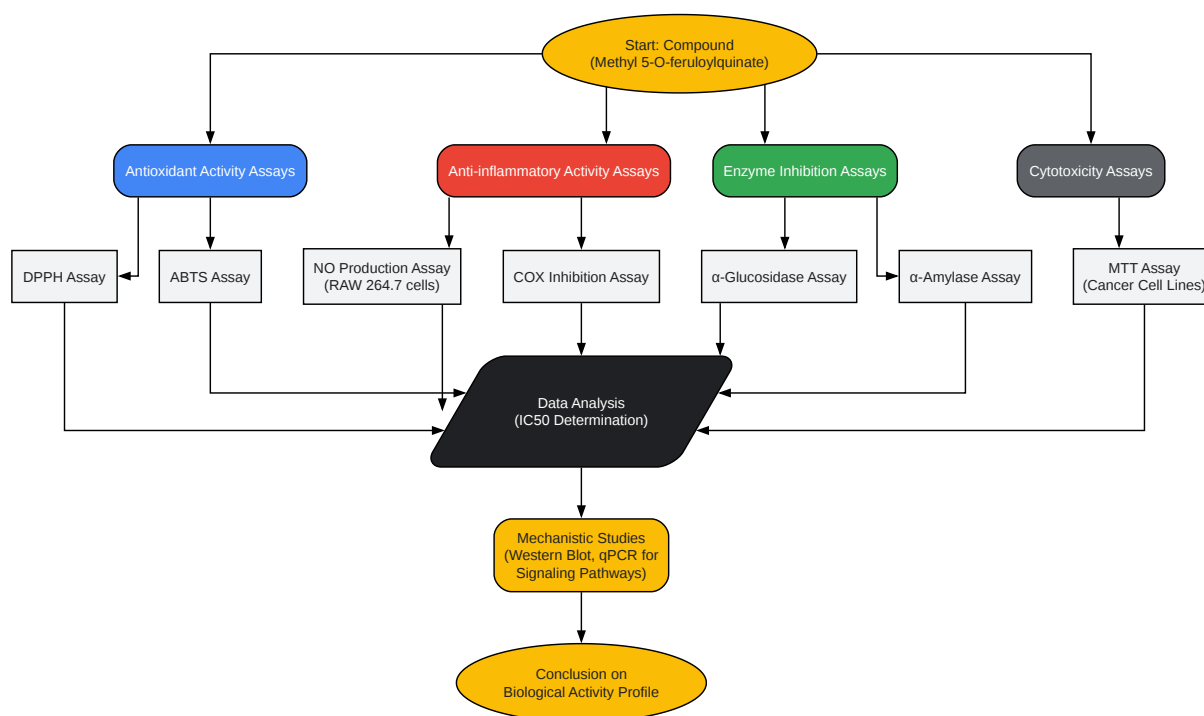 Start: Compound
(Methyl 5-O-feruloylquinate)
Antioxidant Activity Assays
Anti-inflammatory Activity Assays
Enzyme Inhibition Assays
Cytotoxicity Assays
DPPH Assay
ABTS Assay
NO Production Assay
(RAW 264.7 cells)
COX Inhibition Assay
α-Glucosidase Assay
α-Amylase Assay
MTT Assay
(Cancer Cell Lines)
Data Analysis
(IC50 Determination)
Mechanistic Studies
(Western Blot, qPCR for
Signaling Pathways)
Conclusion on
Biological Activity Profile